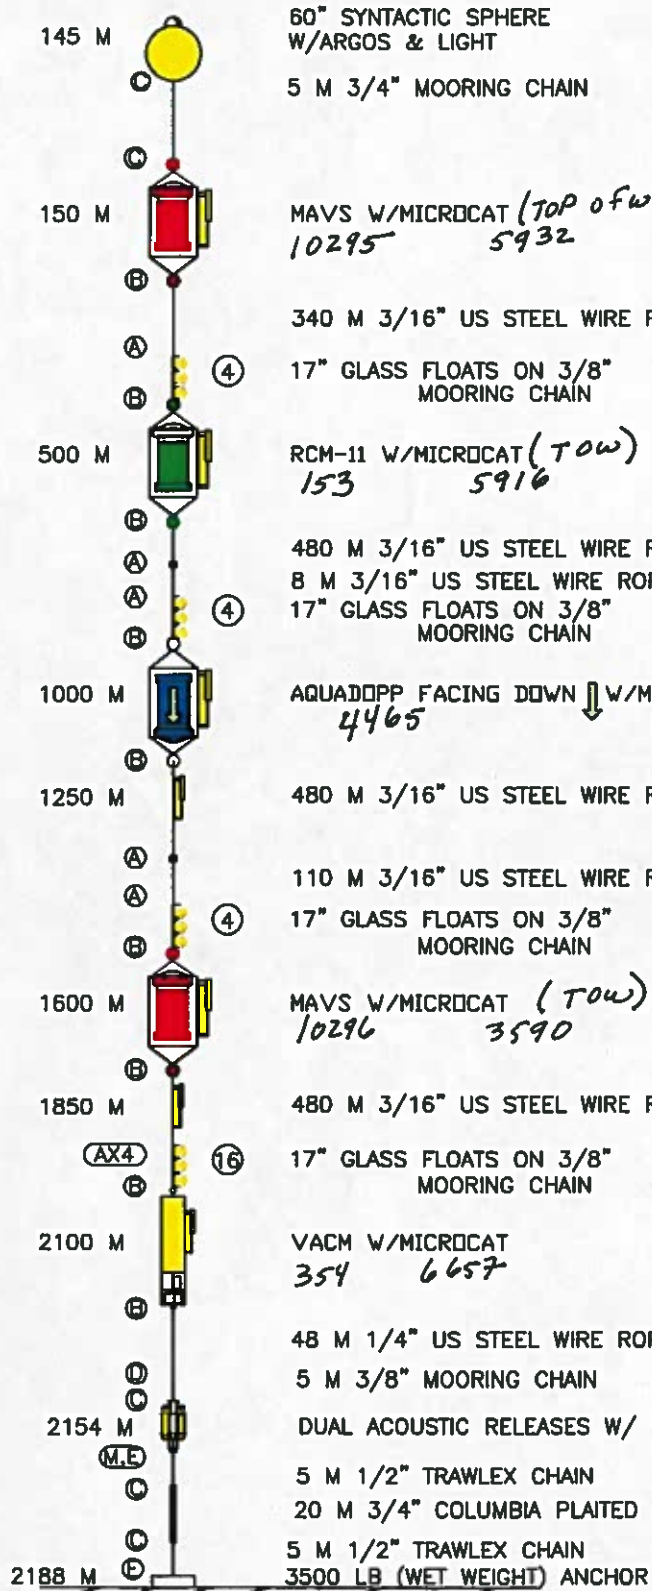 60" SYNTACTIC SPHERE
145 M W/ARGOS & LIGHT
C 5 M 3/4" MOORING CHAIN
C
150 M MAVS W/MICROCAT (TOP OF W
10295 5932
B
340 M 3/16" US STEEL WIRE
A
4 17" GLASS FLOATS ON 3/8"
B MOORING CHAIN
500 M RCM-11 W/MICROCAT (TOW)
153 5916
B
480 M 3/16" US STEEL WIRE
A
8 M 3/16" US STEEL WIRE ROP
A
4 17" GLASS FLOATS ON 3/8"
B MOORING CHAIN
1000 M AQUADOPP FACING DOWN W/M
4465
B
1250 M 480 M 3/16" US STEEL WIRE
A
110 M 3/16" US STEEL WIRE
A
4 17" GLASS FLOATS ON 3/8"
B MOORING CHAIN
1600 M MAVS W/MICROCAT (TOW)
10296 3590
B
1850 M 480 M 3/16" US STEEL WIRE
AX4 16 17" GLASS FLOATS ON 3/8"
B MOORING CHAIN
2100 M VACM W/MICROCAT
354 6657
B
48 M 1/4" US STEEL WIRE ROP
D 5 M 3/8" MOORING CHAIN
C
2154 M DUAL ACOUSTIC RELEASES W/
M,E
5 M 1/2" TRAWLEX CHAIN
C
20 M 3/4" COLUMBIA PLAITED
C 5 M 1/2" TRAWLEX CHAIN
2188 M E 3500 LB (WET WEIGHT) ANCHOR